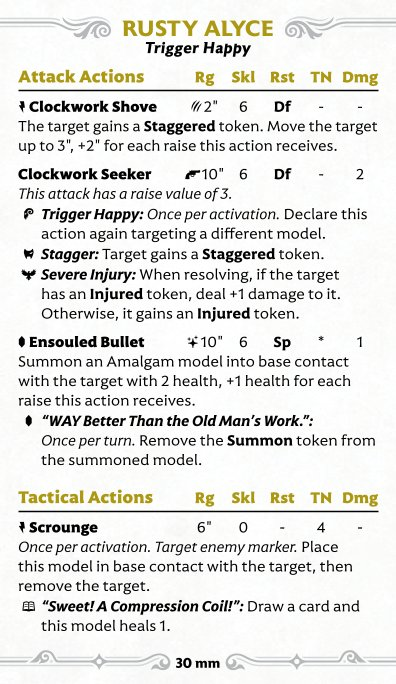 RUSTY ALYCE
Trigger Happy
Attack Actions Rg Skl Rst TN Dmg
Clockwork Shove 2" 6 Df - -
The target gains a Staggered token. Move the target
up to 3", +2" for each raise this action receives.
Clockwork Seeker 10" 6 Df - 2
This attack has a raise value of 3.
Trigger Happy: Once per activation. Declare this
action again targeting a different model.
Stagger: Target gains a Staggered token.
Severe Injury: When resolving, if the target
has an Injured token, deal +1 damage to it.
Otherwise, it gains an Injured token.
Ensouled Bullet 10" 6 Sp * 1
Summon an Amalgam model into base contact
with the target with 2 health, +1 health for each
raise this action receives.
"WAY Better Than the Old Man's Work.":
Once per turn. Remove the Summon token from
the summoned model.
Tactical Actions Rg Skl Rst TN Dmg
Scrounge 6" 0 - 4 -
Once per activation. Target enemy marker. Place
this model in base contact with the target, then
remove the target.
"Sweet! A Compression Coil!": Draw a card and
this model heals 1.
30 mm